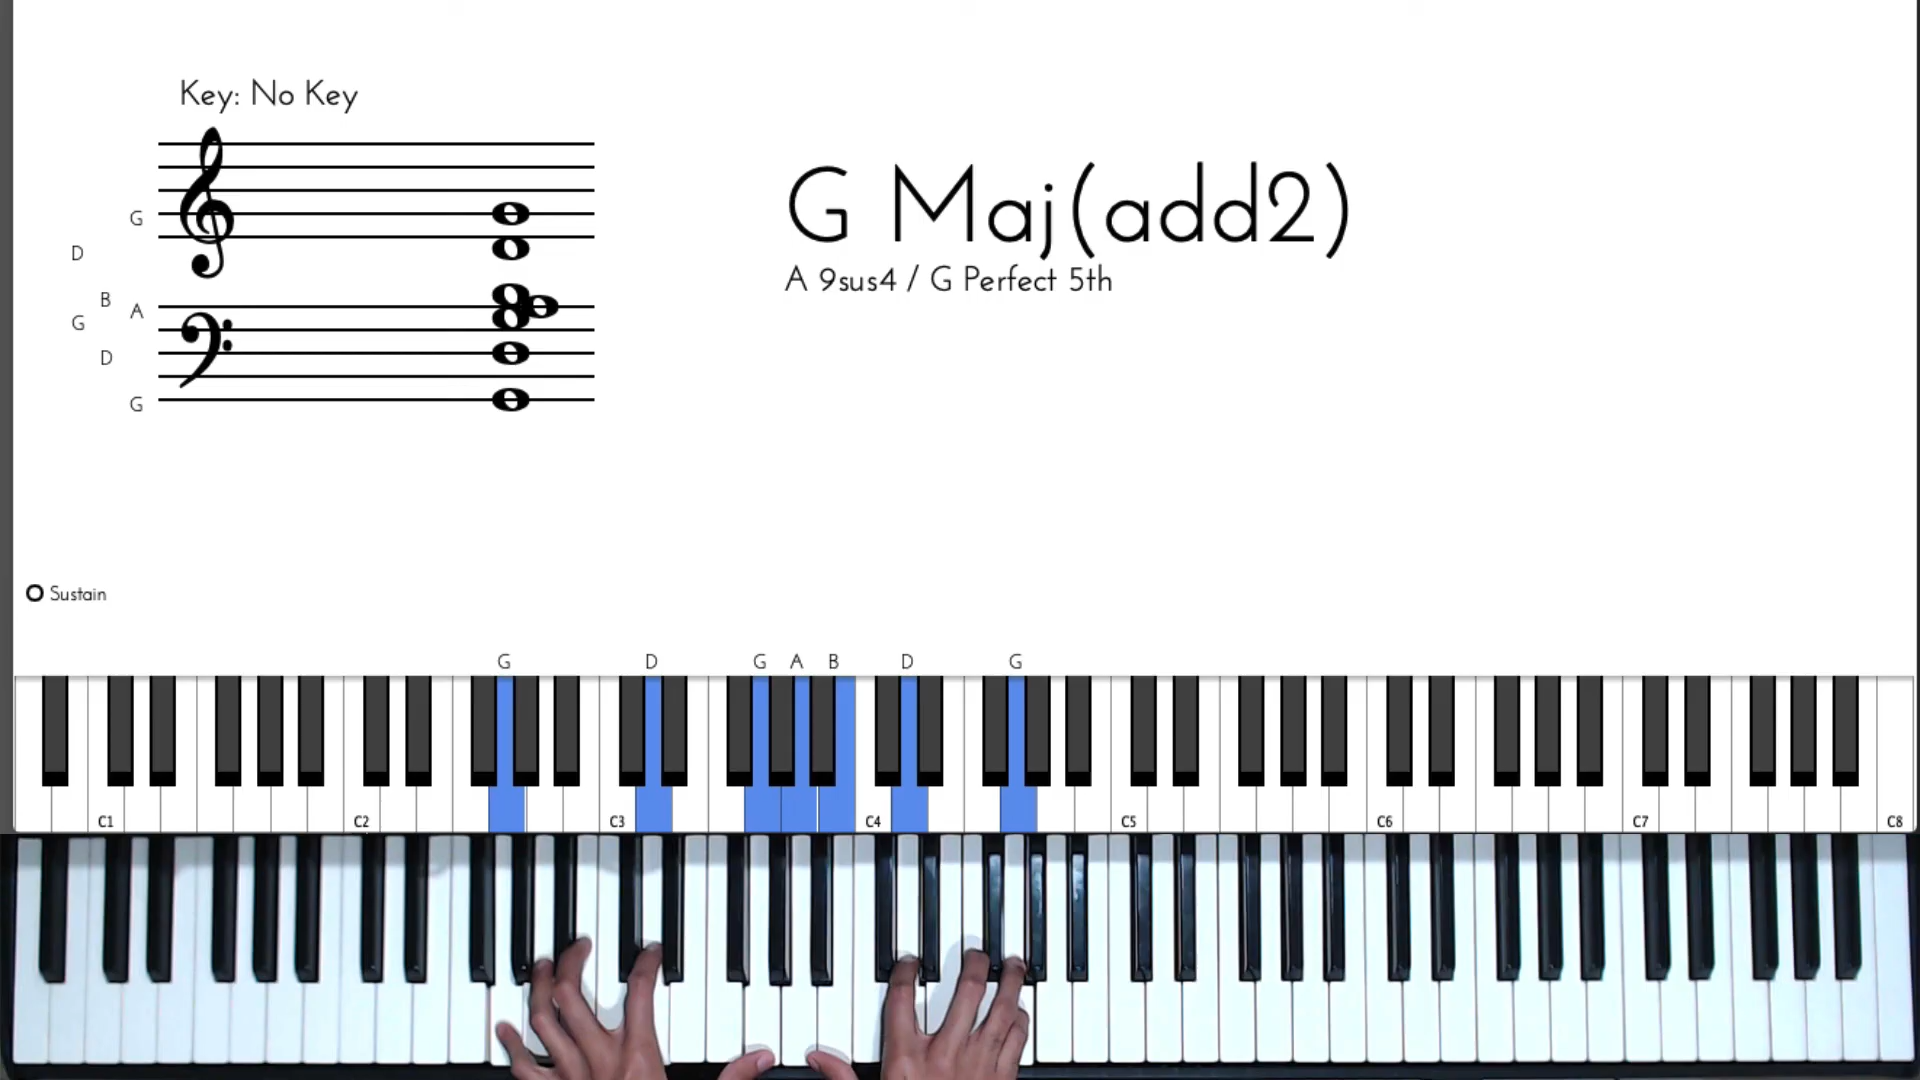 Key: No Key
G
D
B
A
G
D
G
G Maj(add2)
A 9sus4 / G Perfect 5th
Sustain
G D G A B D G
C1 C2 C3 C4 C5 C6 C7 C8